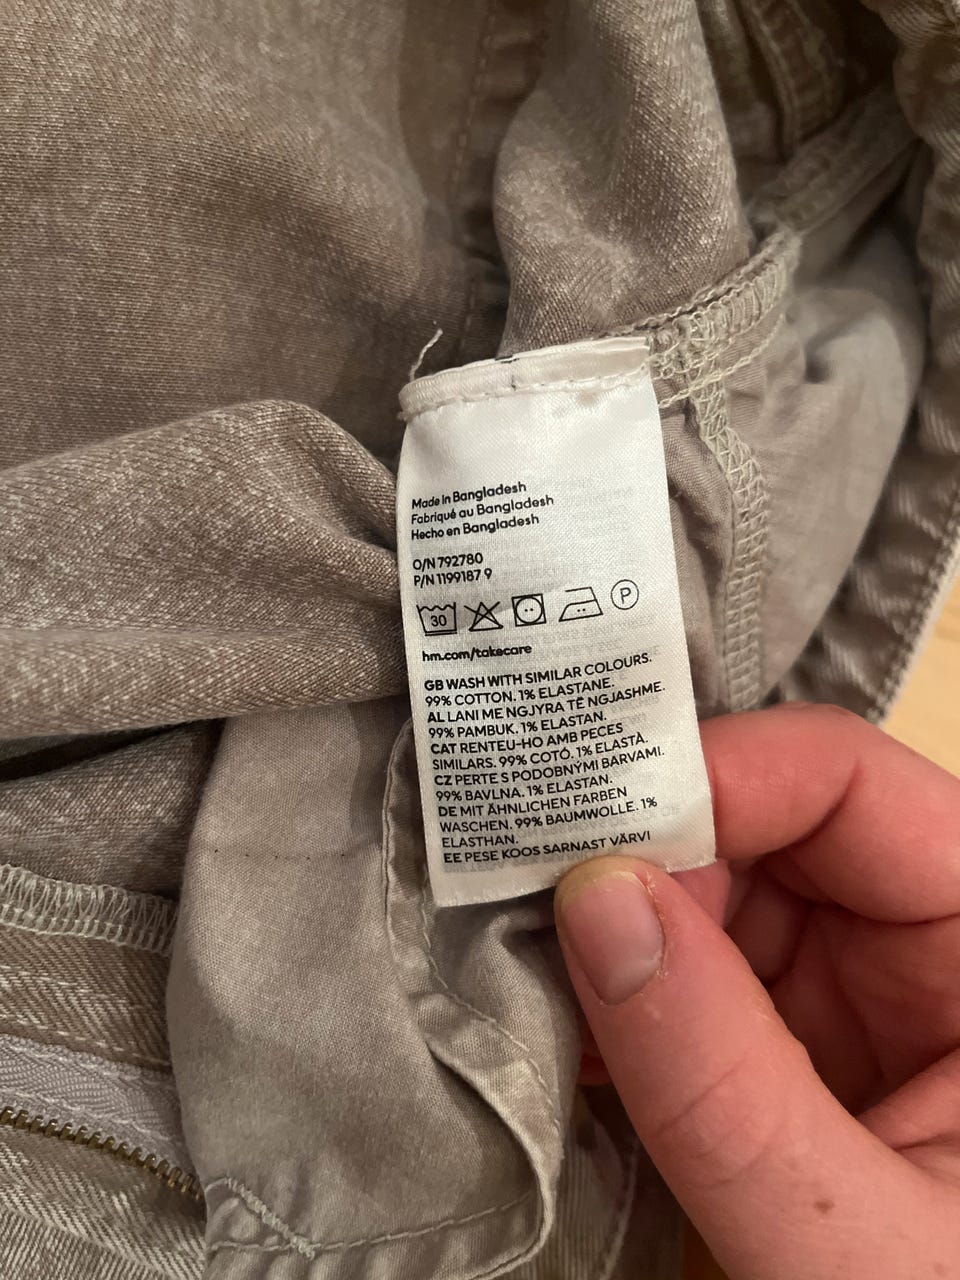 Made in Bangladesh
Fabriqué au Bangladesh
Hecho en Bangladesh
O/N 792780
P/N 1199187 9
30 P
hm.com/takecare
GB WASH WITH SIMILAR COLOURS.
99% COTTON. 1% ELASTANE.
AL LANI ME NGJYRA TË NGJASHME.
99% PAMBUK. 1% ELASTAN.
CAT RENTEU-HO AMB PECES
SIMILARS. 99% COTÓ. 1% ELASTÀ.
CZ PERTE S PODOBNÝMI BARVAMI.
99% BAVLNA. 1% ELASTAN.
DE MIT ÄHNLICHEN FARBEN
WASCHEN. 99% BAUMWOLLE. 1%
ELASTHAN.
EE PESE KOOS SARNAST VÄRVI